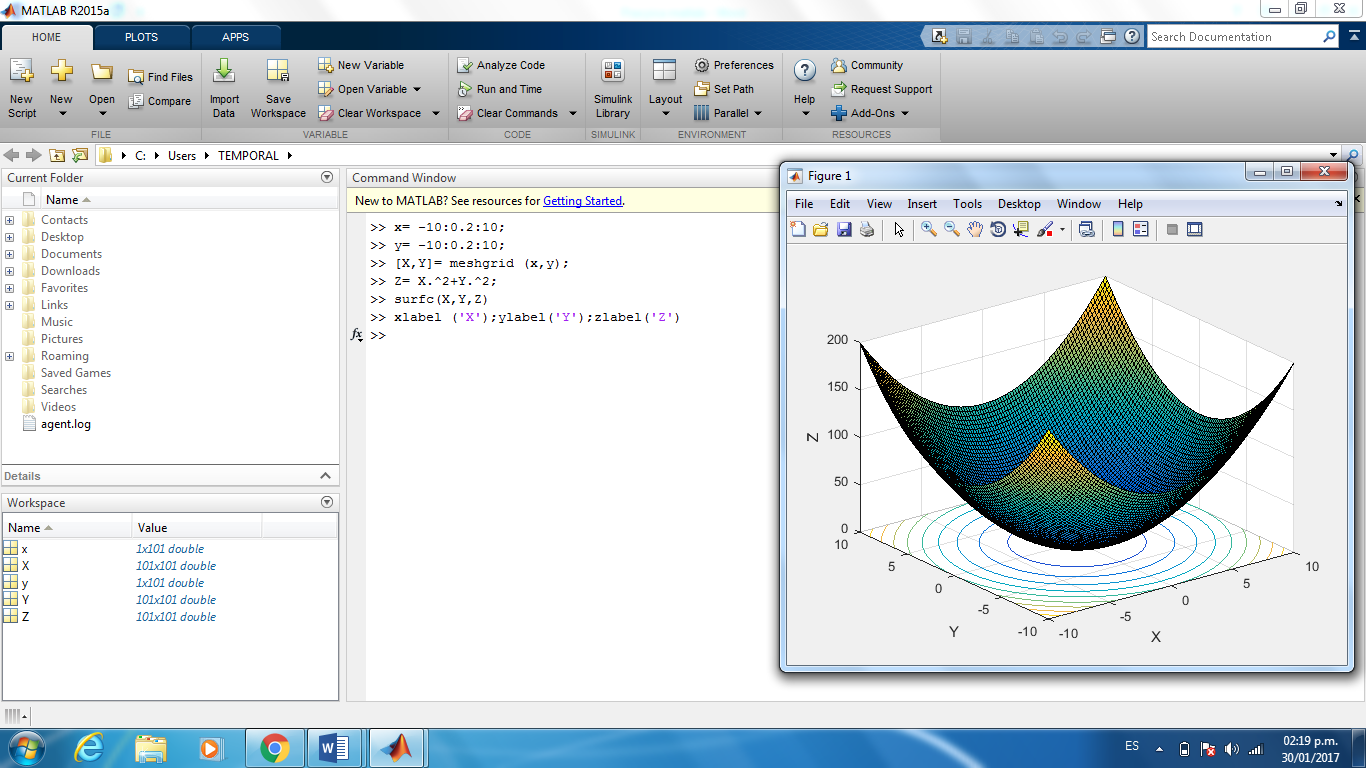 MATLAB R2015a
HOME PLOTS APPS
Search Documentation
New Script
New
Open
Find Files
Compare
FILE
Import Data
Save Workspace
New Variable
Open Variable
Clear Workspace
VARIABLE
Analyze Code
Run and Time
Clear Commands
CODE
Simulink Library
SIMULINK
Layout
Preferences
Set Path
Parallel
ENVIRONMENT
Help
Community
Request Support
Add-Ons
RESOURCES
C: Users TEMPORAL
Current Folder
Name
Contacts
Desktop
Documents
Downloads
Favorites
Links
Music
Pictures
Roaming
Saved Games
Searches
Videos
agent.log
Details
Workspace
Name Value
x 1x101 double
X 101x101 double
y 1x101 double
Y 101x101 double
Z 101x101 double
Command Window
New to MATLAB? See resources for Getting Started.
>> x= -10:0.2:10;
>> y= -10:0.2:10;
>> [X,Y]= meshgrid (x,y);
>> Z= X.^2+Y.^2;
>> surfc(X,Y,Z)
>> xlabel ('X');ylabel('Y');zlabel('Z')
fx >>
Figure 1
File Edit View Insert Tools Desktop Window Help
200
150
100
50
0
Z
10
5
0
-5
-10
Y
-10
-5
0
5
10
X
ES
02:19 p.m.
30/01/2017